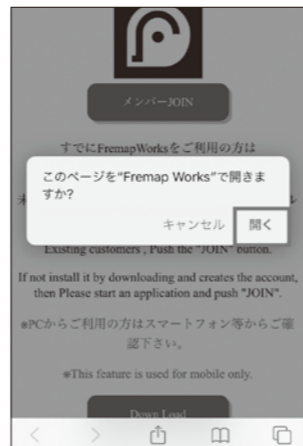 メンバーJOIN
すでにFremapWorksをご利用の方は
このページを“Fremap Works”で開きま
すか?
キャンセル 開く
Existing customers , Push the "JOIN" button.
If not install it by downloading and creates the account,
then Please start an application and push "JOIN".
※PCからご利用の方はスマートフォン等からご確
認下さい。
※This feature is used for mobile only.
Down Load